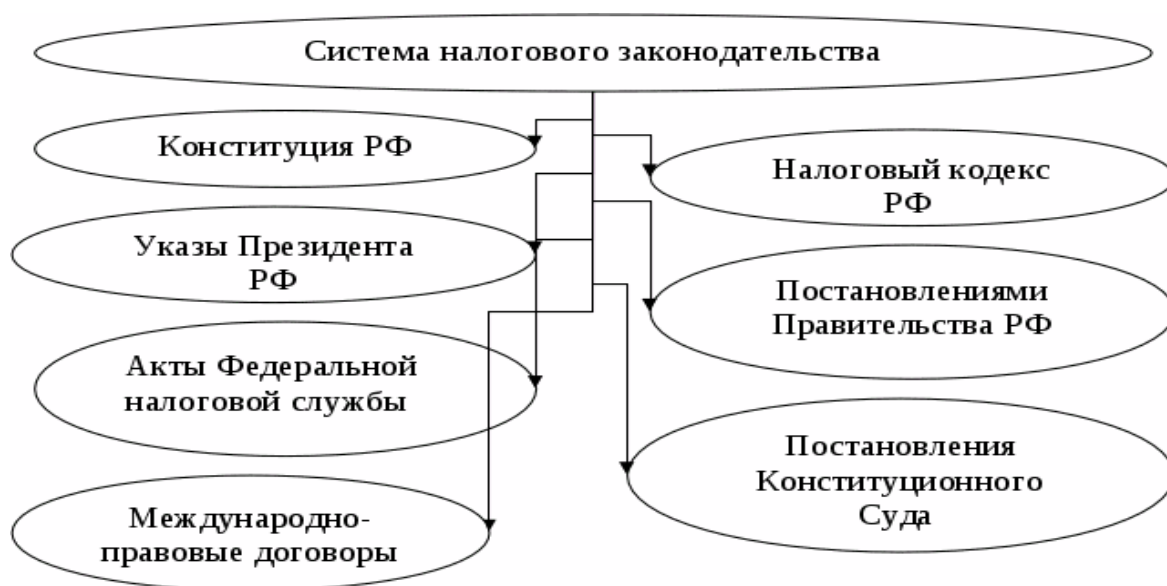 Система налогового законодательства
Конституция РФ
Налоговый кодекс
РФ
Указы Президента
РФ
Постановлениями
Правительства РФ
Акты Федеральной
налоговой службы
Постановления
Конституционного
Суда
Международно-
правовые договоры